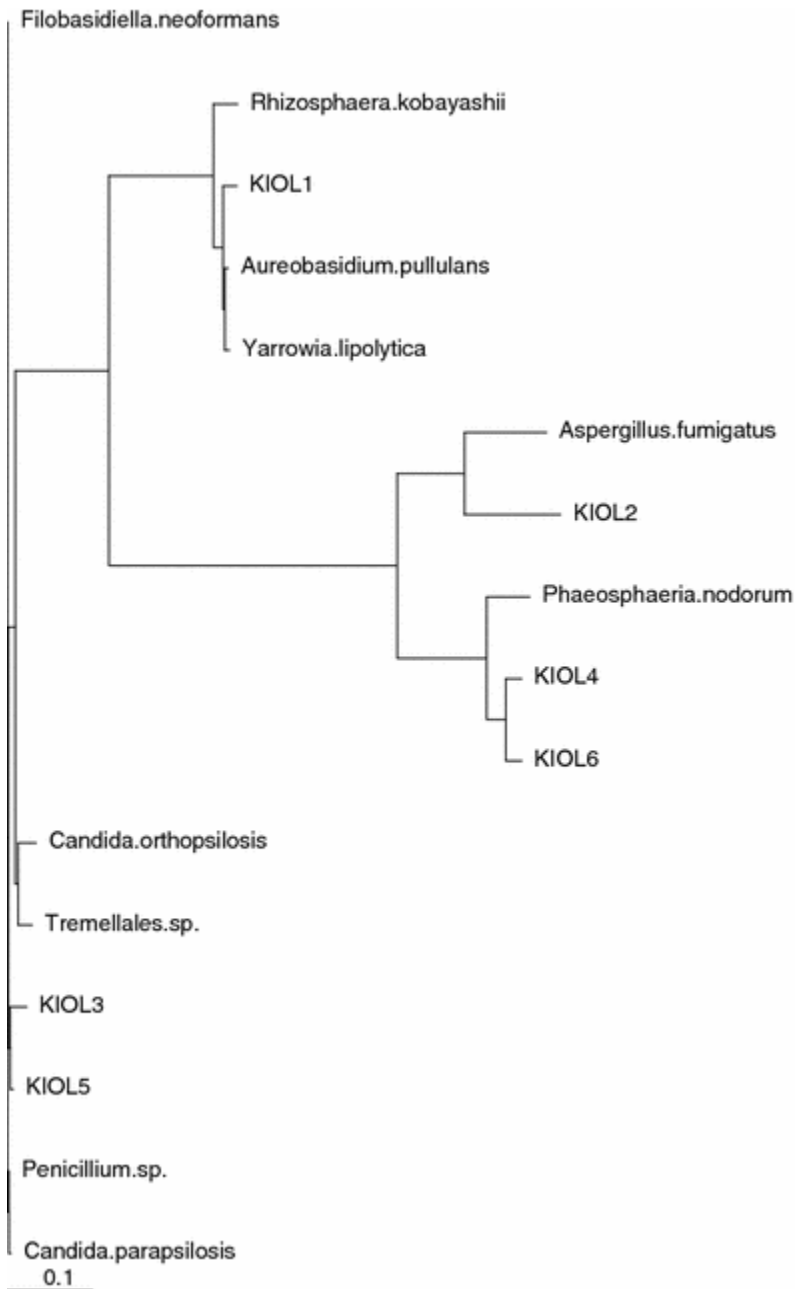 Filobasidiella.neoformans
Rhizosphaera.kobayashii
KIOL1
Aureobasidium.pullulans
Yarrowia.lipolytica
Aspergillus.fumigatus
KIOL2
Phaeosphaeria.nodorum
KIOL4
KIOL6
Candida.orthopsilosis
Tremellales.sp.
KIOL3
KIOL5
Penicillium.sp.
Candida.parapsilosis
0.1